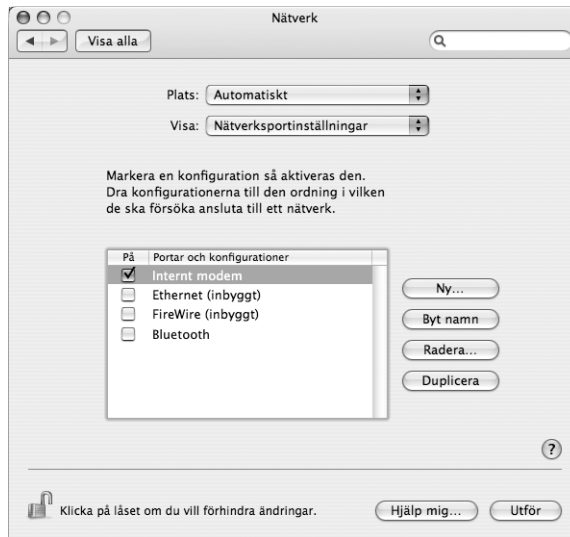 Nätverk
Visa alla
Plats: Automatiskt
Visa: Nätverksportinställningar
Markera en konfiguration så aktiveras den.
Dra konfigurationerna till den ordning i vilken
de ska försöka ansluta till ett nätverk.
På Portar och konfigurationer
Internt modem
Ethernet (inbyggt)
FireWire (inbyggt)
Bluetooth
Ny...
Byt namn
Radera...
Duplicera
?
Klicka på låset om du vill förhindra ändringar.
Hjälp mig...
Utför